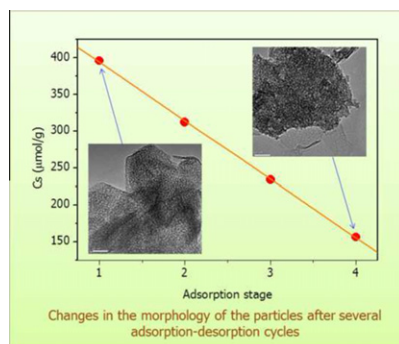 400
350
300
250
200
150
Cs (μmol/g)
1 2 3 4
Adsorption stage
Changes in the morphology of the particles after several
adsorption-desorption cycles